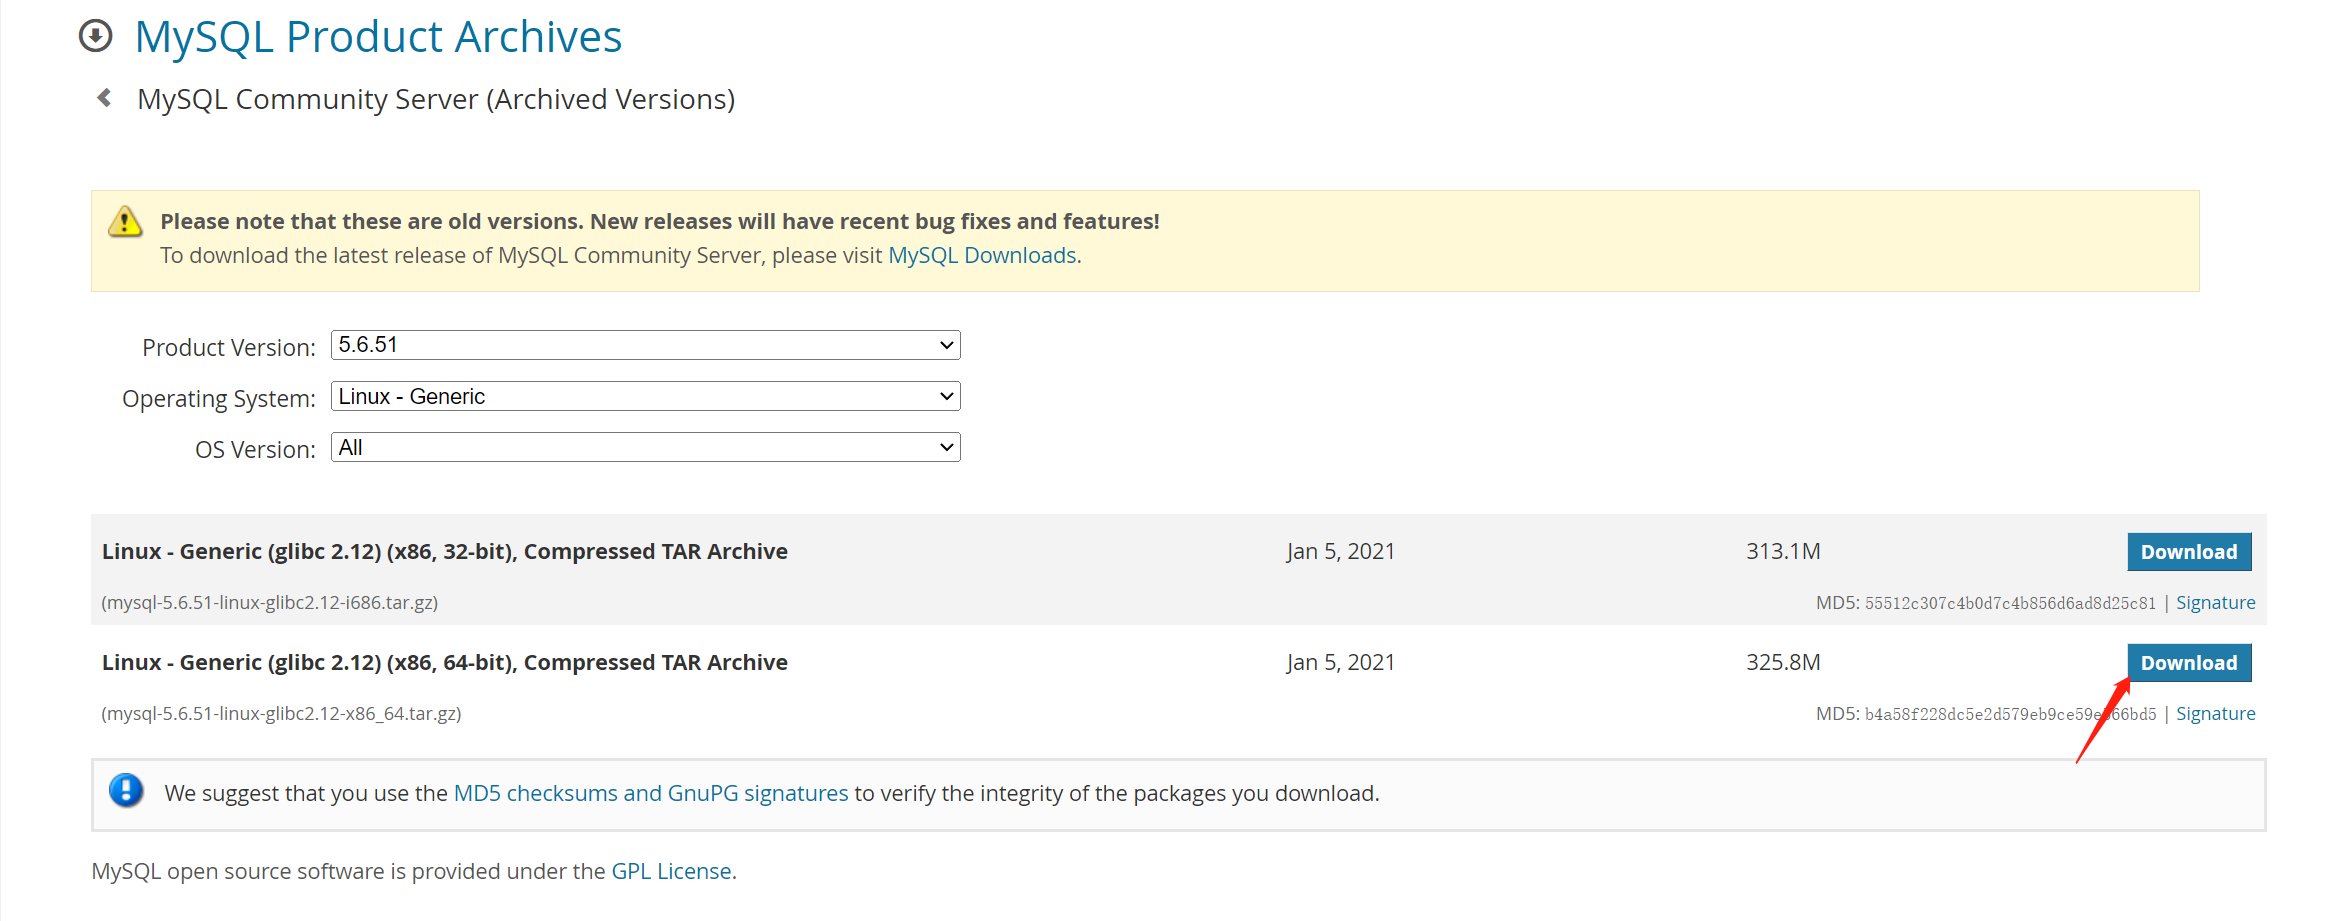 MySQL Product Archives
MySQL Community Server (Archived Versions)
Please note that these are old versions. New releases will have recent bug fixes and features!
To download the latest release of MySQL Community Server, please visit MySQL Downloads.
Product Version: 5.6.51
Operating System: Linux - Generic
OS Version: All
Linux - Generic (glibc 2.12) (x86, 32-bit), Compressed TAR Archive Jan 5, 2021 313.1M Download
(mysql-5.6.51-linux-glibc2.12-i686.tar.gz) MD5: 55512c307c4b0d7c4b856d6ad8d25c81 | Signature
Linux - Generic (glibc 2.12) (x86, 64-bit), Compressed TAR Archive Jan 5, 2021 325.8M Download
(mysql-5.6.51-linux-glibc2.12-x86_64.tar.gz) MD5: | Signature
We suggest that you use the MD5 checksums and GnuPG signatures to verify the integrity of the packages you download.
MySQL open source software is provided under the GPL License.